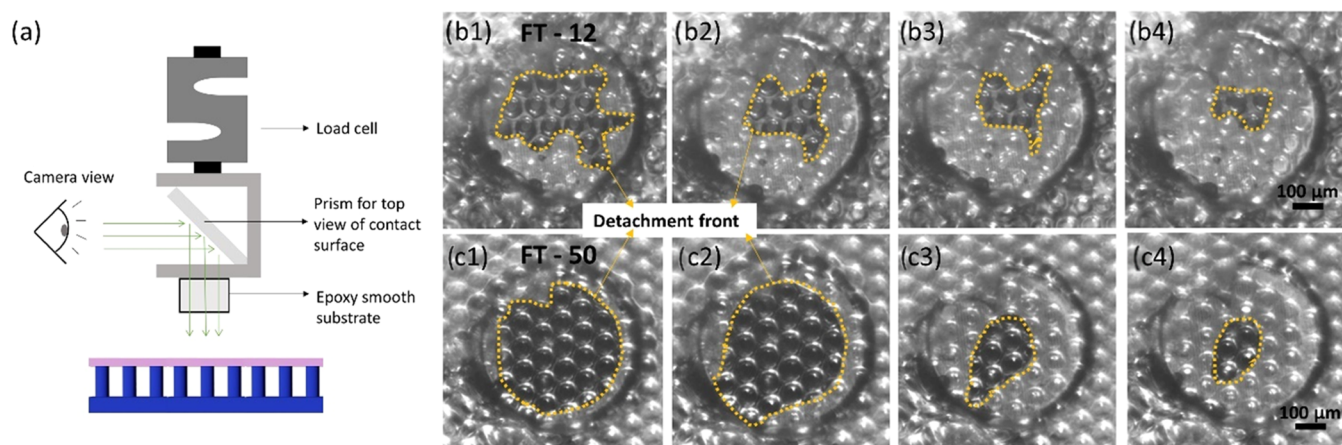 (a)
Load cell
Camera view
Prism for top
view of contact
surface
Epoxy smooth
substrate
(b1) FT - 12
(b2)
(b3)
(b4)
100 µm
Detachment front
(c1) FT - 50
(c2)
(c3)
(c4)
100 µm